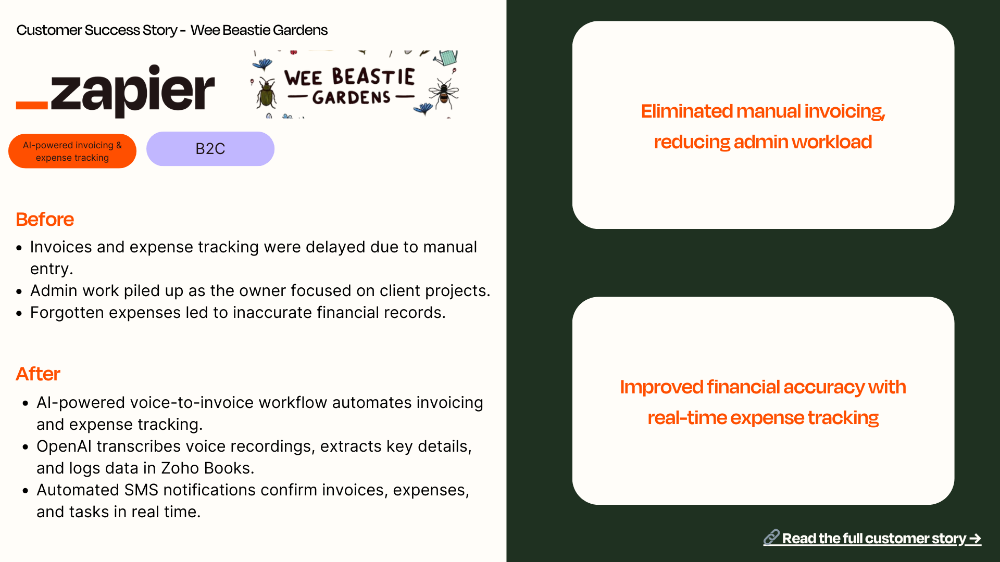 Customer Success Story - Wee Beastie Gardens
_zapier
WEE BEASTIE
— GARDENS —
AI-powered invoicing &
expense tracking
B2C
Before
• Invoices and expense tracking were delayed due to manual
entry.
• Admin work piled up as the owner focused on client projects.
• Forgotten expenses led to inaccurate financial records.
After
• AI-powered voice-to-invoice workflow automates invoicing
and expense tracking.
• OpenAI transcribes voice recordings, extracts key details,
and logs data in Zoho Books.
• Automated SMS notifications confirm invoices, expenses,
and tasks in real time.
Eliminated manual invoicing,
reducing admin workload
Improved financial accuracy with
real-time expense tracking
🔗 Read the full customer story →